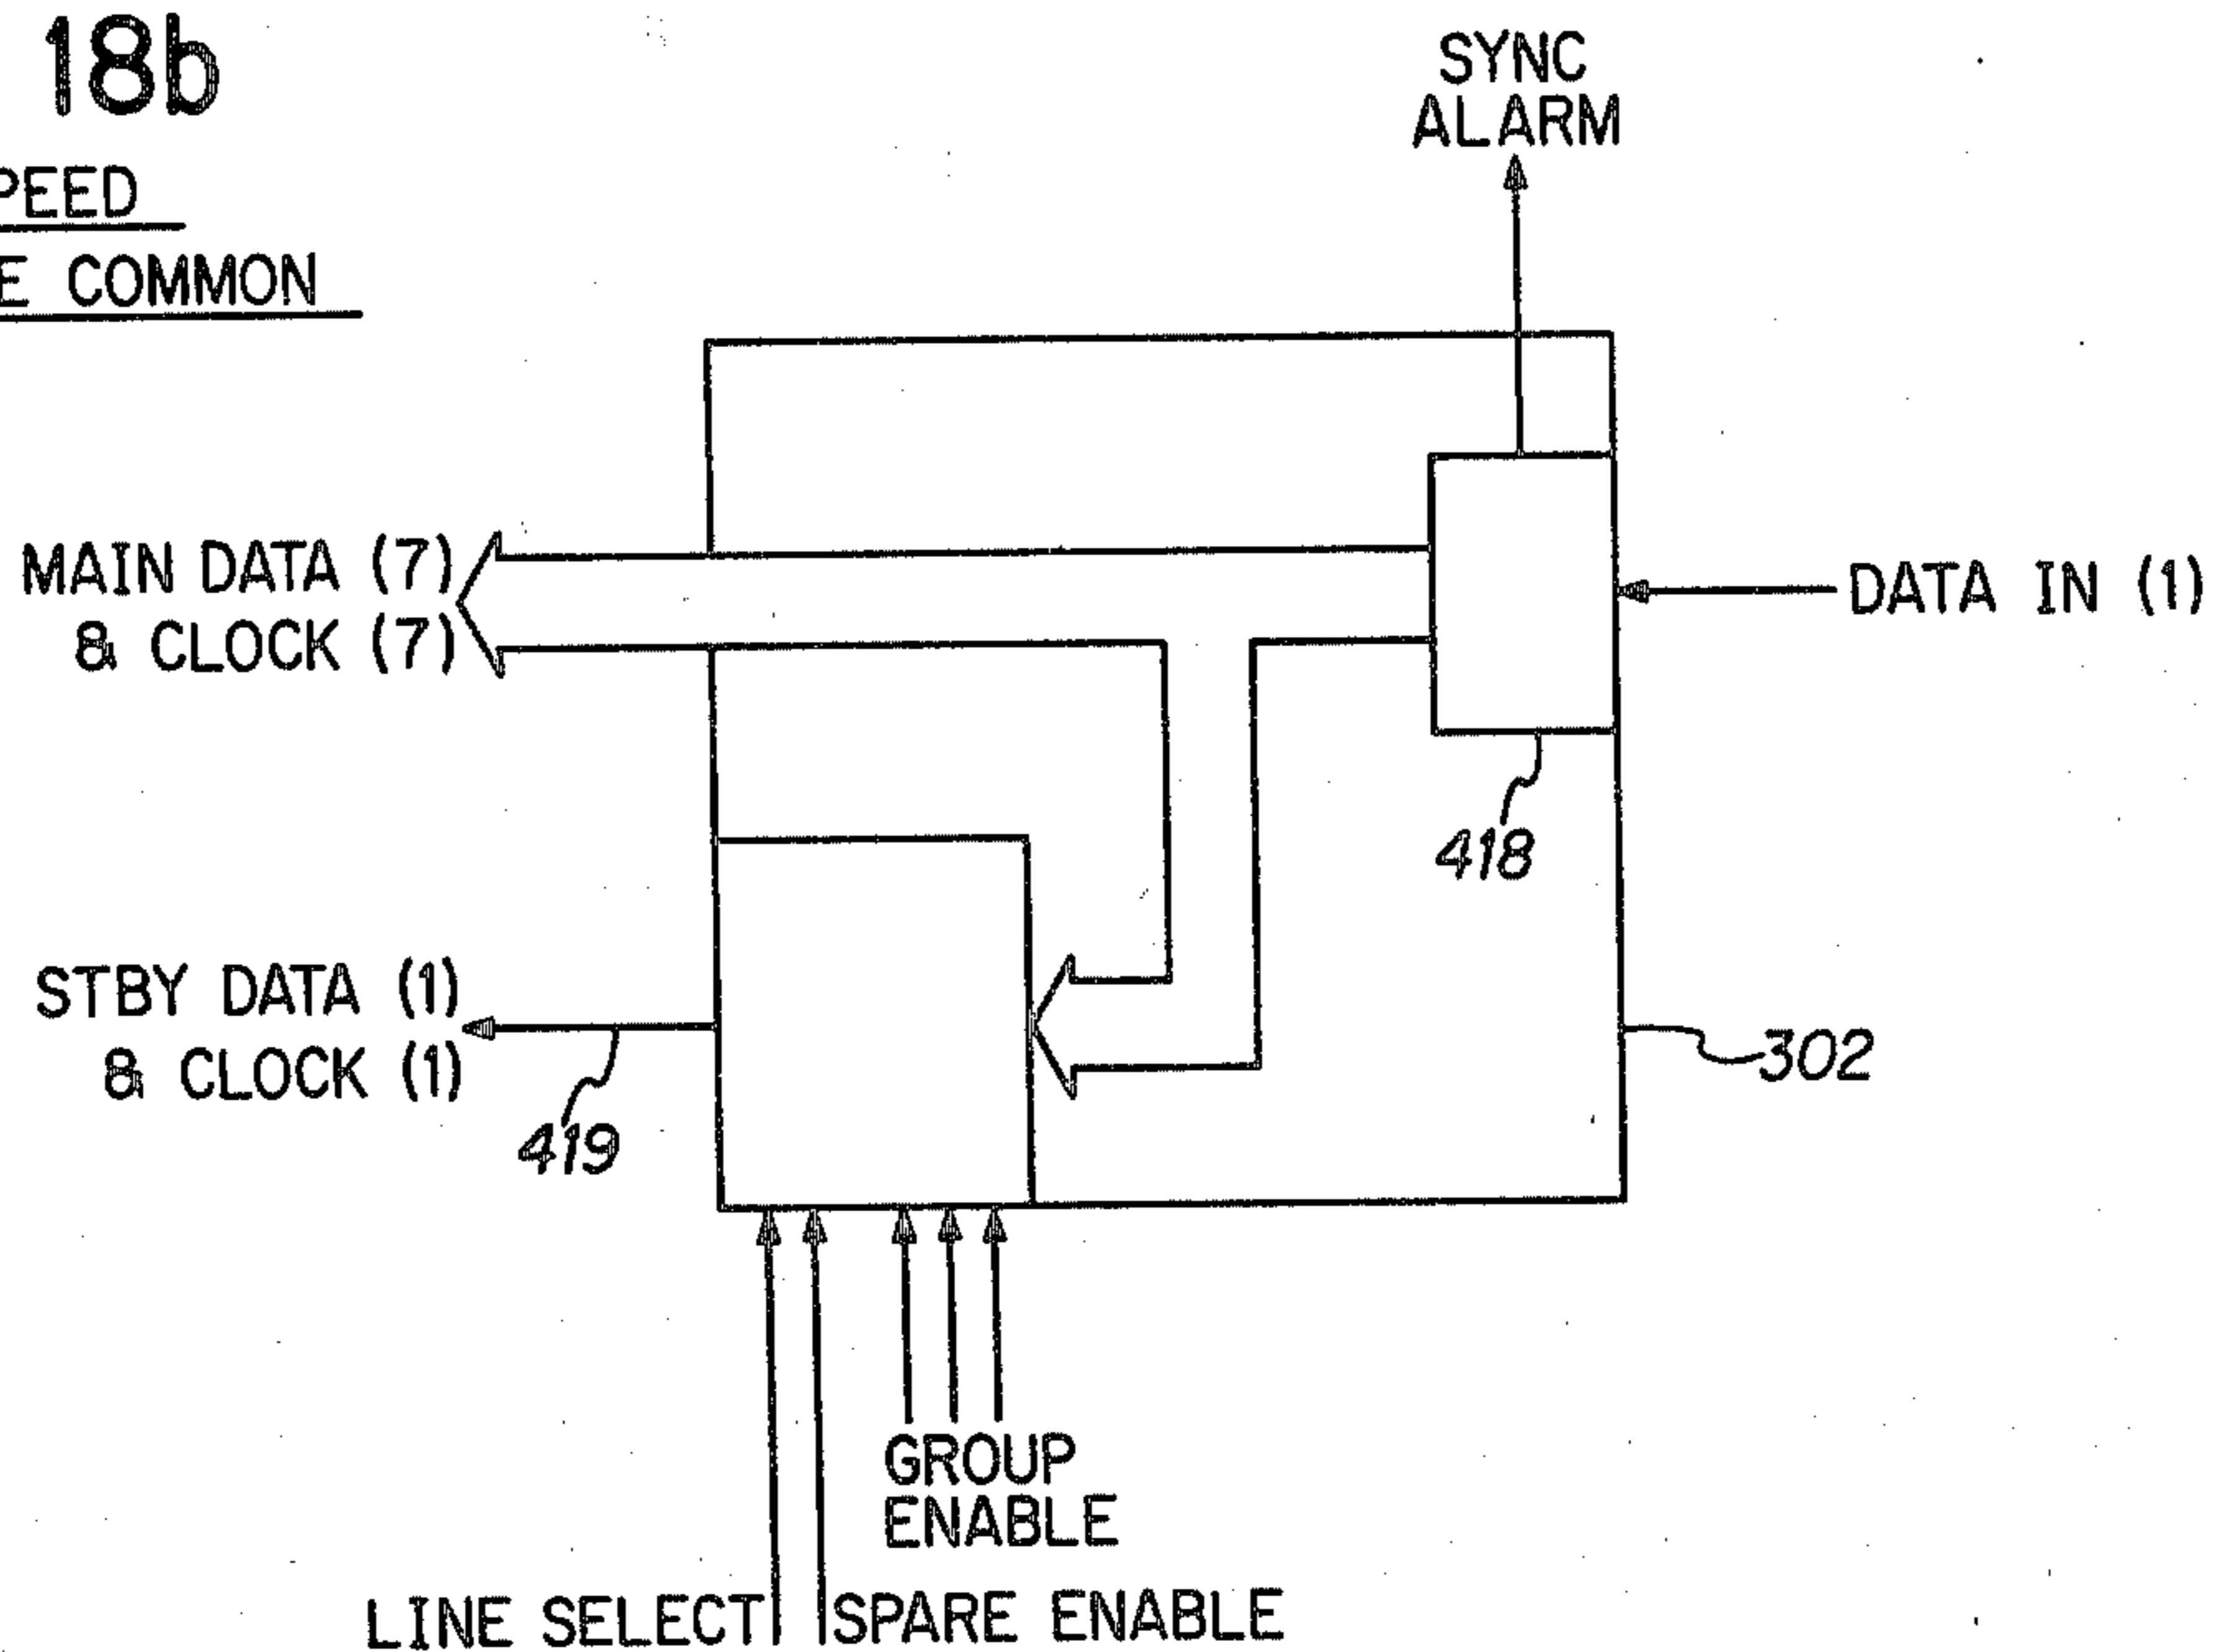 18b
PEED
E COMMON
SYNC
ALARM
MAIN DATA (7)
& CLOCK (7)
DATA IN (1)
418
STBY DATA (1)
& CLOCK (1)
419
302
GROUP
ENABLE
LINE SELECT
SPARE ENABLE